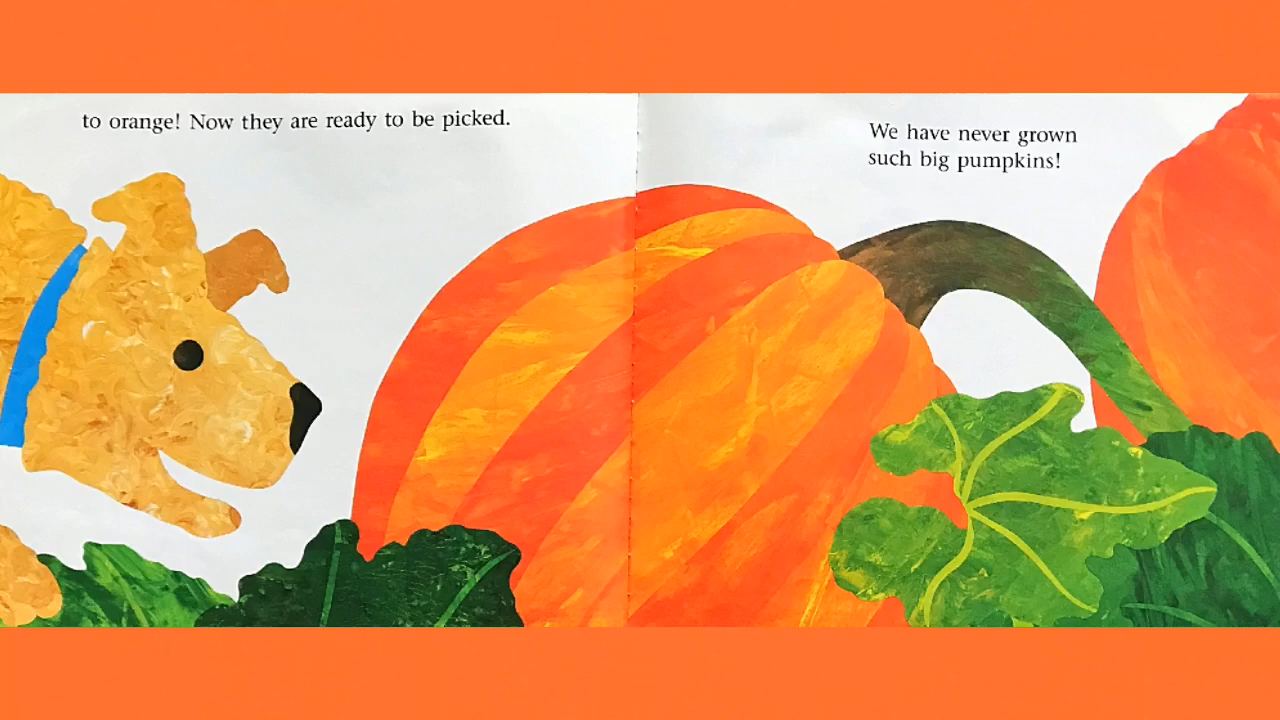 to orange! Now they are ready to be picked.
We have never grown
such big pumpkins!